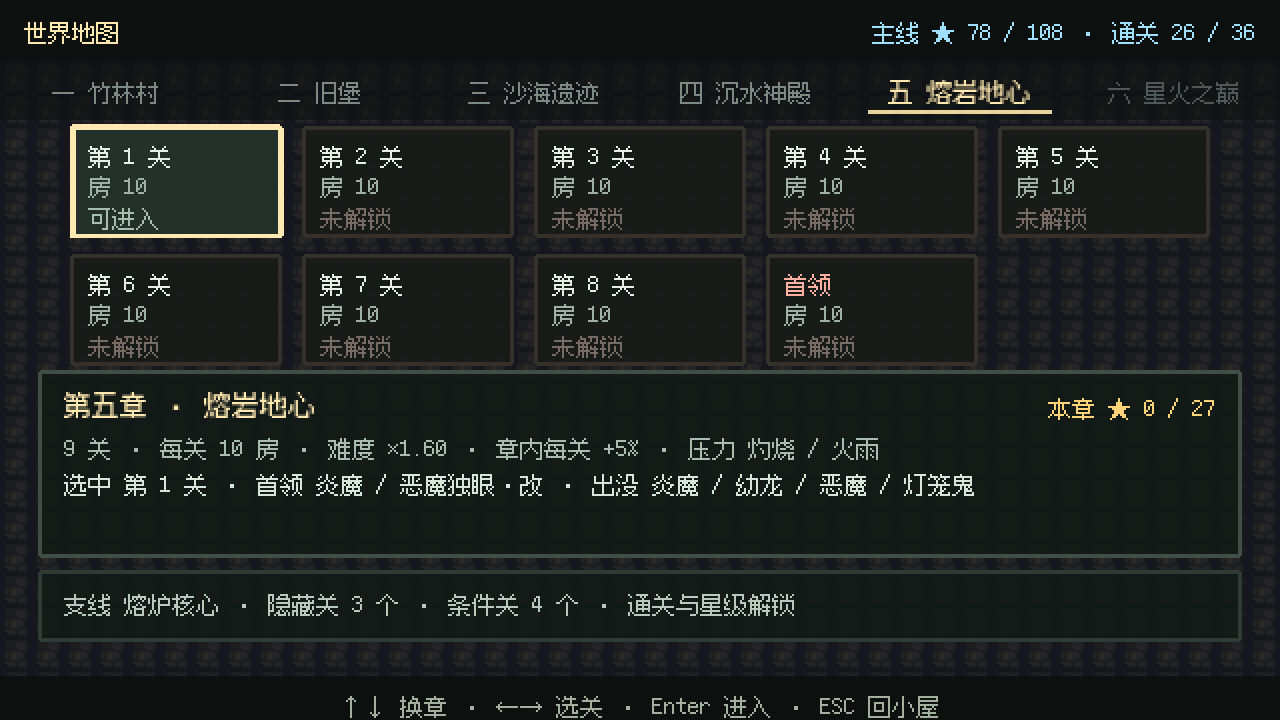 世界地图
主线 ★ 78 / 108 · 通关 26 / 36
一 竹林村
二 旧堡
三 沙海遗迹
四 沉水神殿
五 熔岩地心
六 星火之巅
第 1 关
房 10
可进入
第 2 关
房 10
未解锁
第 3 关
房 10
未解锁
第 4 关
房 10
未解锁
第 5 关
房 10
未解锁
第 6 关
房 10
未解锁
第 7 关
房 10
未解锁
第 8 关
房 10
未解锁
首领
房 10
未解锁
第五章 · 熔岩地心
本章 ★ 0 / 27
9 关 · 每关 10 房 · 难度 ×1.60 · 章内每关 +5% · 压力 灼烧 / 火雨
选中 第 1 关 · 首领 炎魔 / 恶魔独眼·改 · 出没 炎魔 / 幼龙 / 恶魔 / 灯笼鬼
支线 熔炉核心 · 隐藏关 3 个 · 条件关 4 个 · 通关与星级解锁
↑↓ 换章 · ←→ 选关 · Enter 进入 · ESC 回小屋